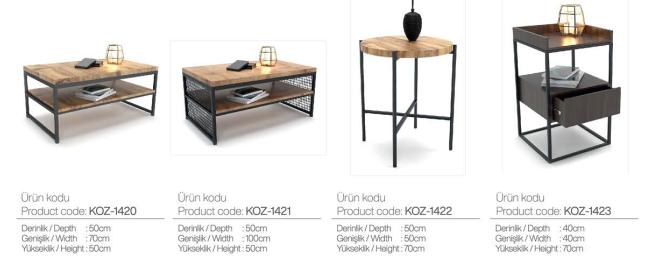 Ürün kodu
Product code: KOZ-1420
Derinlik / Depth : 50cm
Genişlik / Width : 70cm
Yükseklik / Height : 50cm
Ürün kodu
Product code: KOZ-1421
Derinlik / Depth : 50cm
Genişlik / Width : 100cm
Yükseklik / Height : 50cm
Ürün kodu
Product code: KOZ-1422
Derinlik / Depth : 50cm
Genişlik / Width : 50cm
Yükseklik / Height : 70cm
Ürün kodu
Product code: KOZ-1423
Derinlik / Depth : 40cm
Genişlik / Width : 40cm
Yükseklik / Height : 70cm